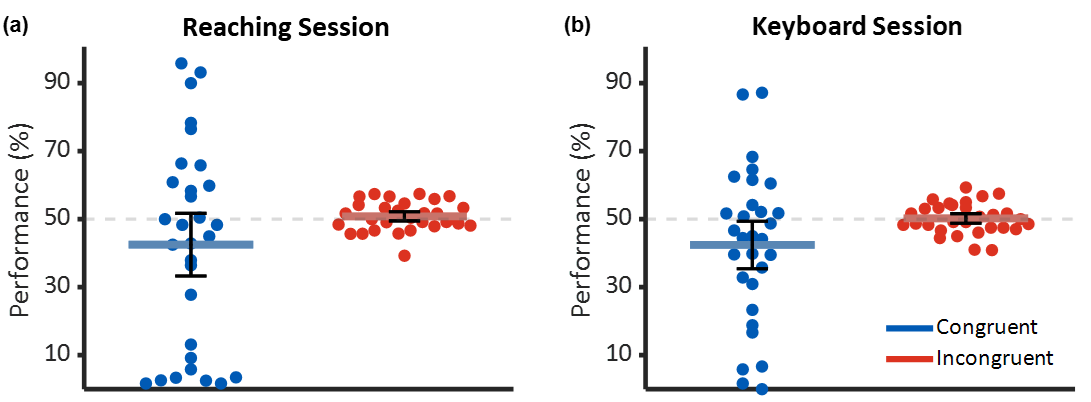 (a)
Reaching Session
Performance (%)
90
70
50
30
10
(b)
Keyboard Session
Performance (%)
90
70
50
30
10
Congruent
Incongruent